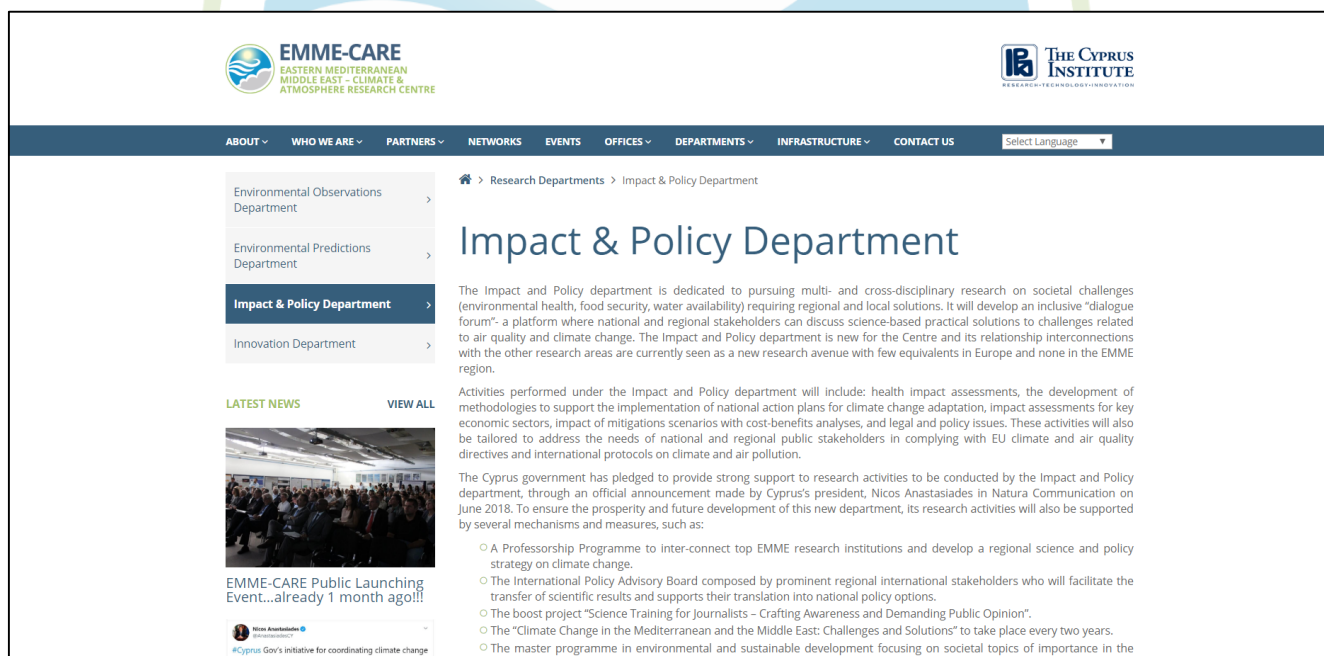 EMME-CARE
EASTERN MEDITERRANEAN
MIDDLE EAST – CLIMATE &
ATMOSPHERE RESEARCH CENTRE
THE CYPRUS
INSTITUTE
RESEARCH•TECHNOLOGY•INNOVATION
ABOUT WHO WE ARE PARTNERS NETWORKS EVENTS OFFICES DEPARTMENTS INFRASTRUCTURE CONTACT US Select Language
Environmental Observations
Department
Environmental Predictions
Department
Impact & Policy Department
Innovation Department
LATEST NEWS VIEW ALL
EMME-CARE Public Launching
Event...already 1 month ago!!!
Nicos Anastasiades
@AnastasiadesCY
#Cyprus Gov's initiative for coordinating climate change
> Research Departments > Impact & Policy Department
Impact & Policy Department
The Impact and Policy department is dedicated to pursuing multi- and cross-disciplinary research on societal challenges
(environmental health, food security, water availability) requiring regional and local solutions. It will develop an inclusive "dialogue
forum"- a platform where national and regional stakeholders can discuss science-based practical solutions to challenges related
to air quality and climate change. The Impact and Policy department is new for the Centre and its relationship interconnections
with the other research areas are currently seen as a new research avenue with few equivalents in Europe and none in the EMME
region.
Activities performed under the Impact and Policy department will include: health impact assessments, the development of
methodologies to support the implementation of national action plans for climate change adaptation, impact assessments for key
economic sectors, impact of mitigations scenarios with cost-benefits analyses, and legal and policy issues. These activities will also
be tailored to address the needs of national and regional public stakeholders in complying with EU climate and air quality
directives and international protocols on climate and air pollution.
The Cyprus government has pledged to provide strong support to research activities to be conducted by the Impact and Policy
department, through an official announcement made by Cyprus's president, Nicos Anastasiades in Natura Communication on
June 2018. To ensure the prosperity and future development of this new department, its research activities will also be supported
by several mechanisms and measures, such as:
A Professorship Programme to inter-connect top EMME research institutions and develop a regional science and policy
strategy on climate change.
The International Policy Advisory Board composed by prominent regional international stakeholders who will facilitate the
transfer of scientific results and supports their translation into national policy options.
The boost project "Science Training for Journalists – Crafting Awareness and Demanding Public Opinion".
The "Climate Change in the Mediterranean and the Middle East: Challenges and Solutions" to take place every two years.
The master programme in environmental and sustainable development focusing on societal topics of importance in the